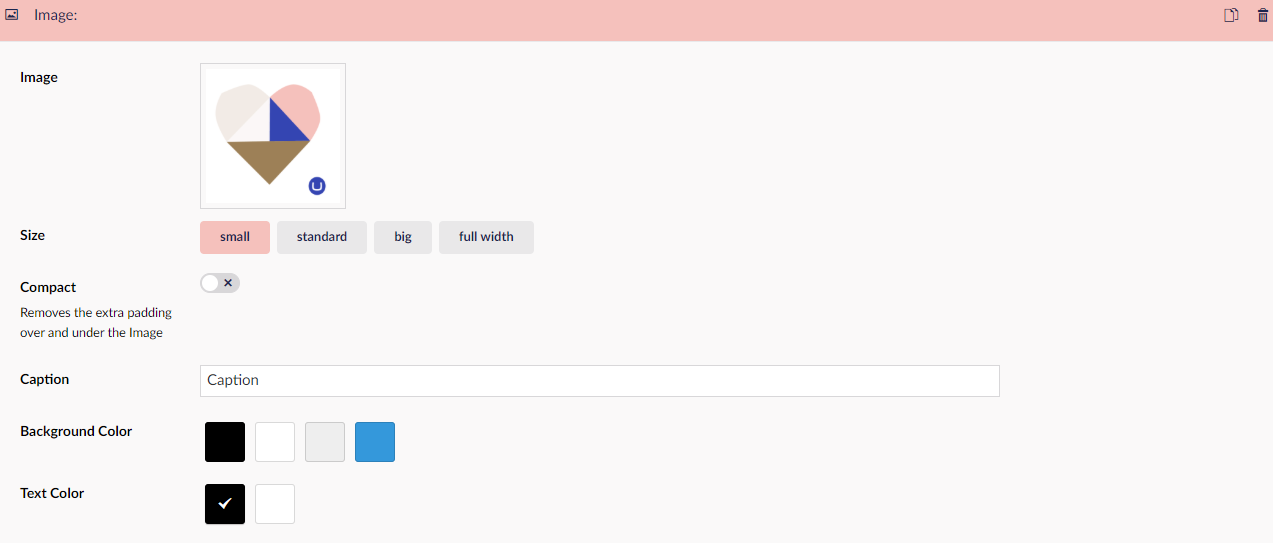 Image:
Image
Size
small standard big full width
Compact
Removes the extra padding
over and under the Image
Caption
Caption
Background Color
Text Color